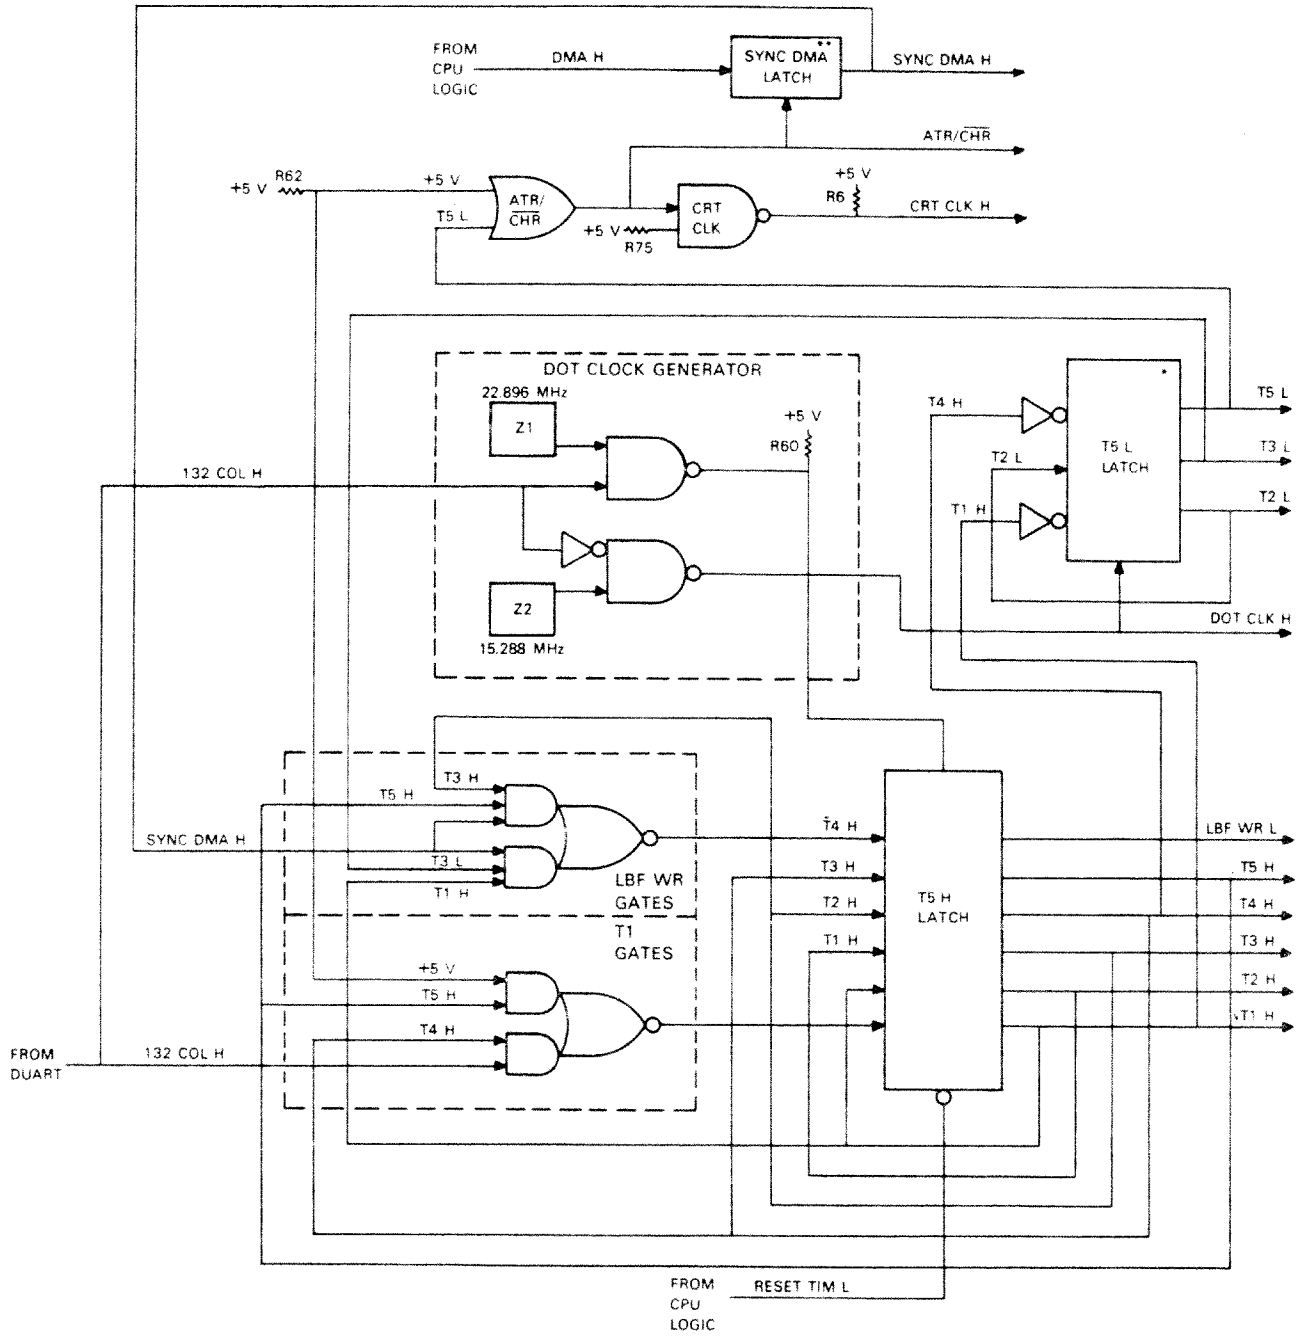 FROM
CPU
LOGIC
DMA H
SYNC DMA
LATCH
**
SYNC DMA H
ATR/CHR
+5 V
R62
+5 V
T5 L
ATR/
CHR
+5 V
R75
CRT
CLK
+5 V
R6
CRT CLK H
DOT CLOCK GENERATOR
22.896 MHz
Z1
+5 V
R60
132 COL H
Z2
15.288 MHz
T4 H
T2 L
T1 H
*
T5 L
LATCH
T5 L
T3 L
T2 L
DOT CLK H
T3 H
T5 H
SYNC DMA H
T3 L
T1 H
LBF WR
GATES
T1
GATES
+5 V
T5 H
T4 H
FROM
DUART
132 COL H
T4 H
T3 H
T2 H
T1 H
T5 H
LATCH
LBF WR L
T5 H
T4 H
T3 H
T2 H
T1 H
FROM
CPU
LOGIC
RESET TIM L